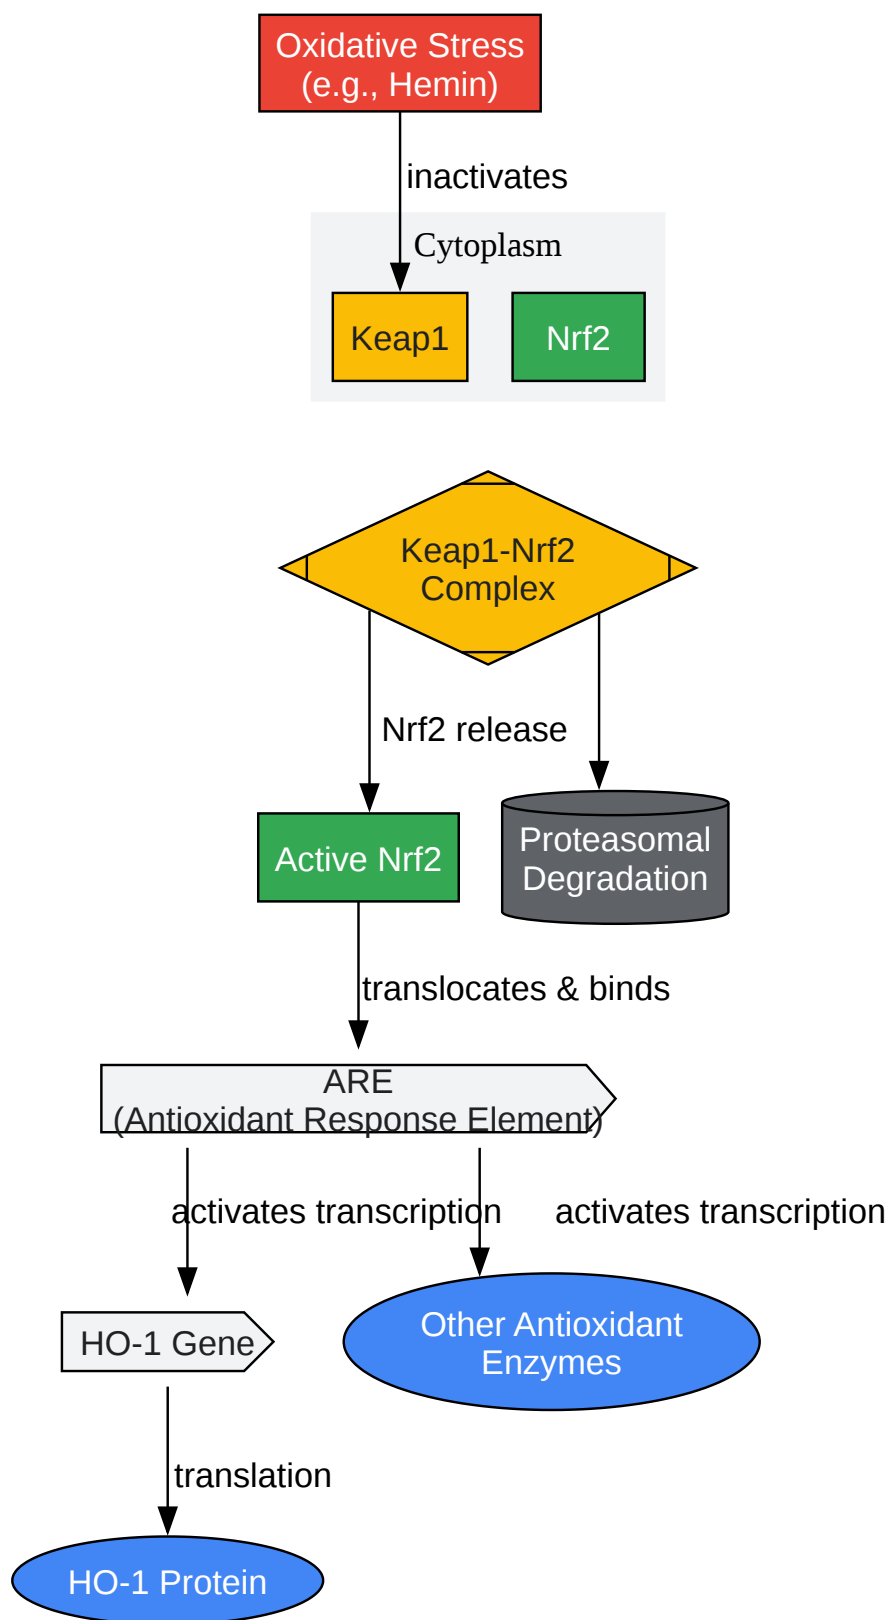 Oxidative Stress
(e.g., Hemin)
inactivates
Cytoplasm
Keap1
Nrf2
Keap1-Nrf2
Complex
Nrf2 release
Active Nrf2
Proteasomal
Degradation
translocates & binds
ARE
(Antioxidant Response Element)
activates transcription
activates transcription
HO-1 Gene
Other Antioxidant
Enzymes
translation
HO-1 Protein